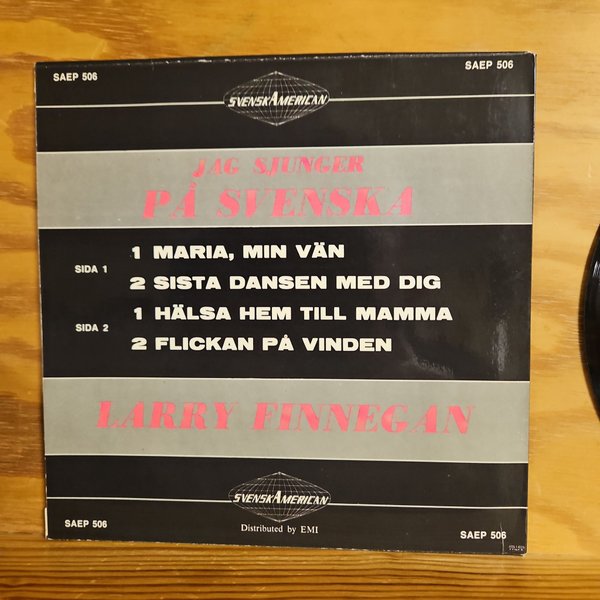 SAEP 506
SAEP 506
SVENSKAMERICAN
JAG SJUNGER
PÅ SVENSKA
SIDA 1
1 MARIA, MIN VÄN
2 SISTA DANSEN MED DIG
SIDA 2
1 HÄLSA HEM TILL MAMMA
2 FLICKAN PÅ VINDEN
LARRY FINNEGAN
SVENSKAMERICAN
SAEP 506
Distributed by EMI
SAEP 506